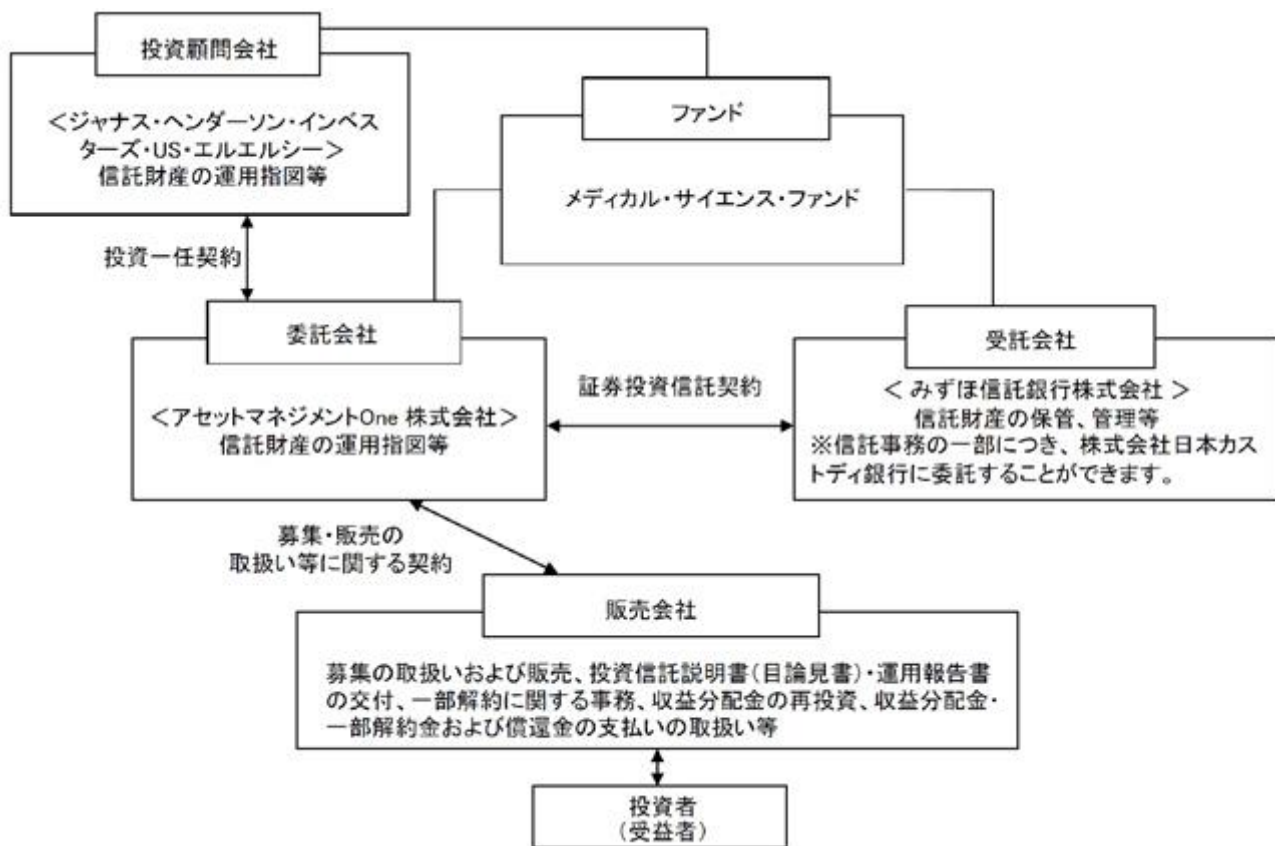 投資顧問会社
<ジャナス・ヘンダーソン・インベス
ターズ・US・エルエルシー>
信託財産の運用指図等
ファンド
メディカル・サイエンス・ファンド
投資一任契約
委託会社
<アセットマネジメントOne 株式会社>
信託財産の運用指図等
証券投資信託契約
受託会社
< みずほ信託銀行株式会社 >
信託財産の保管、管理等
※信託事務の一部につき、株式会社日本カス
トディ銀行に委託することができます。
募集・販売の
取扱い等に関する契約
販売会社
募集の取扱いおよび販売、投資信託説明書(目論見書)・運用報告書
の交付、一部解約に関する事務、収益分配金の再投資、収益分配金・
一部解約金および償還金の支払いの取扱い等
投資者
(受益者)